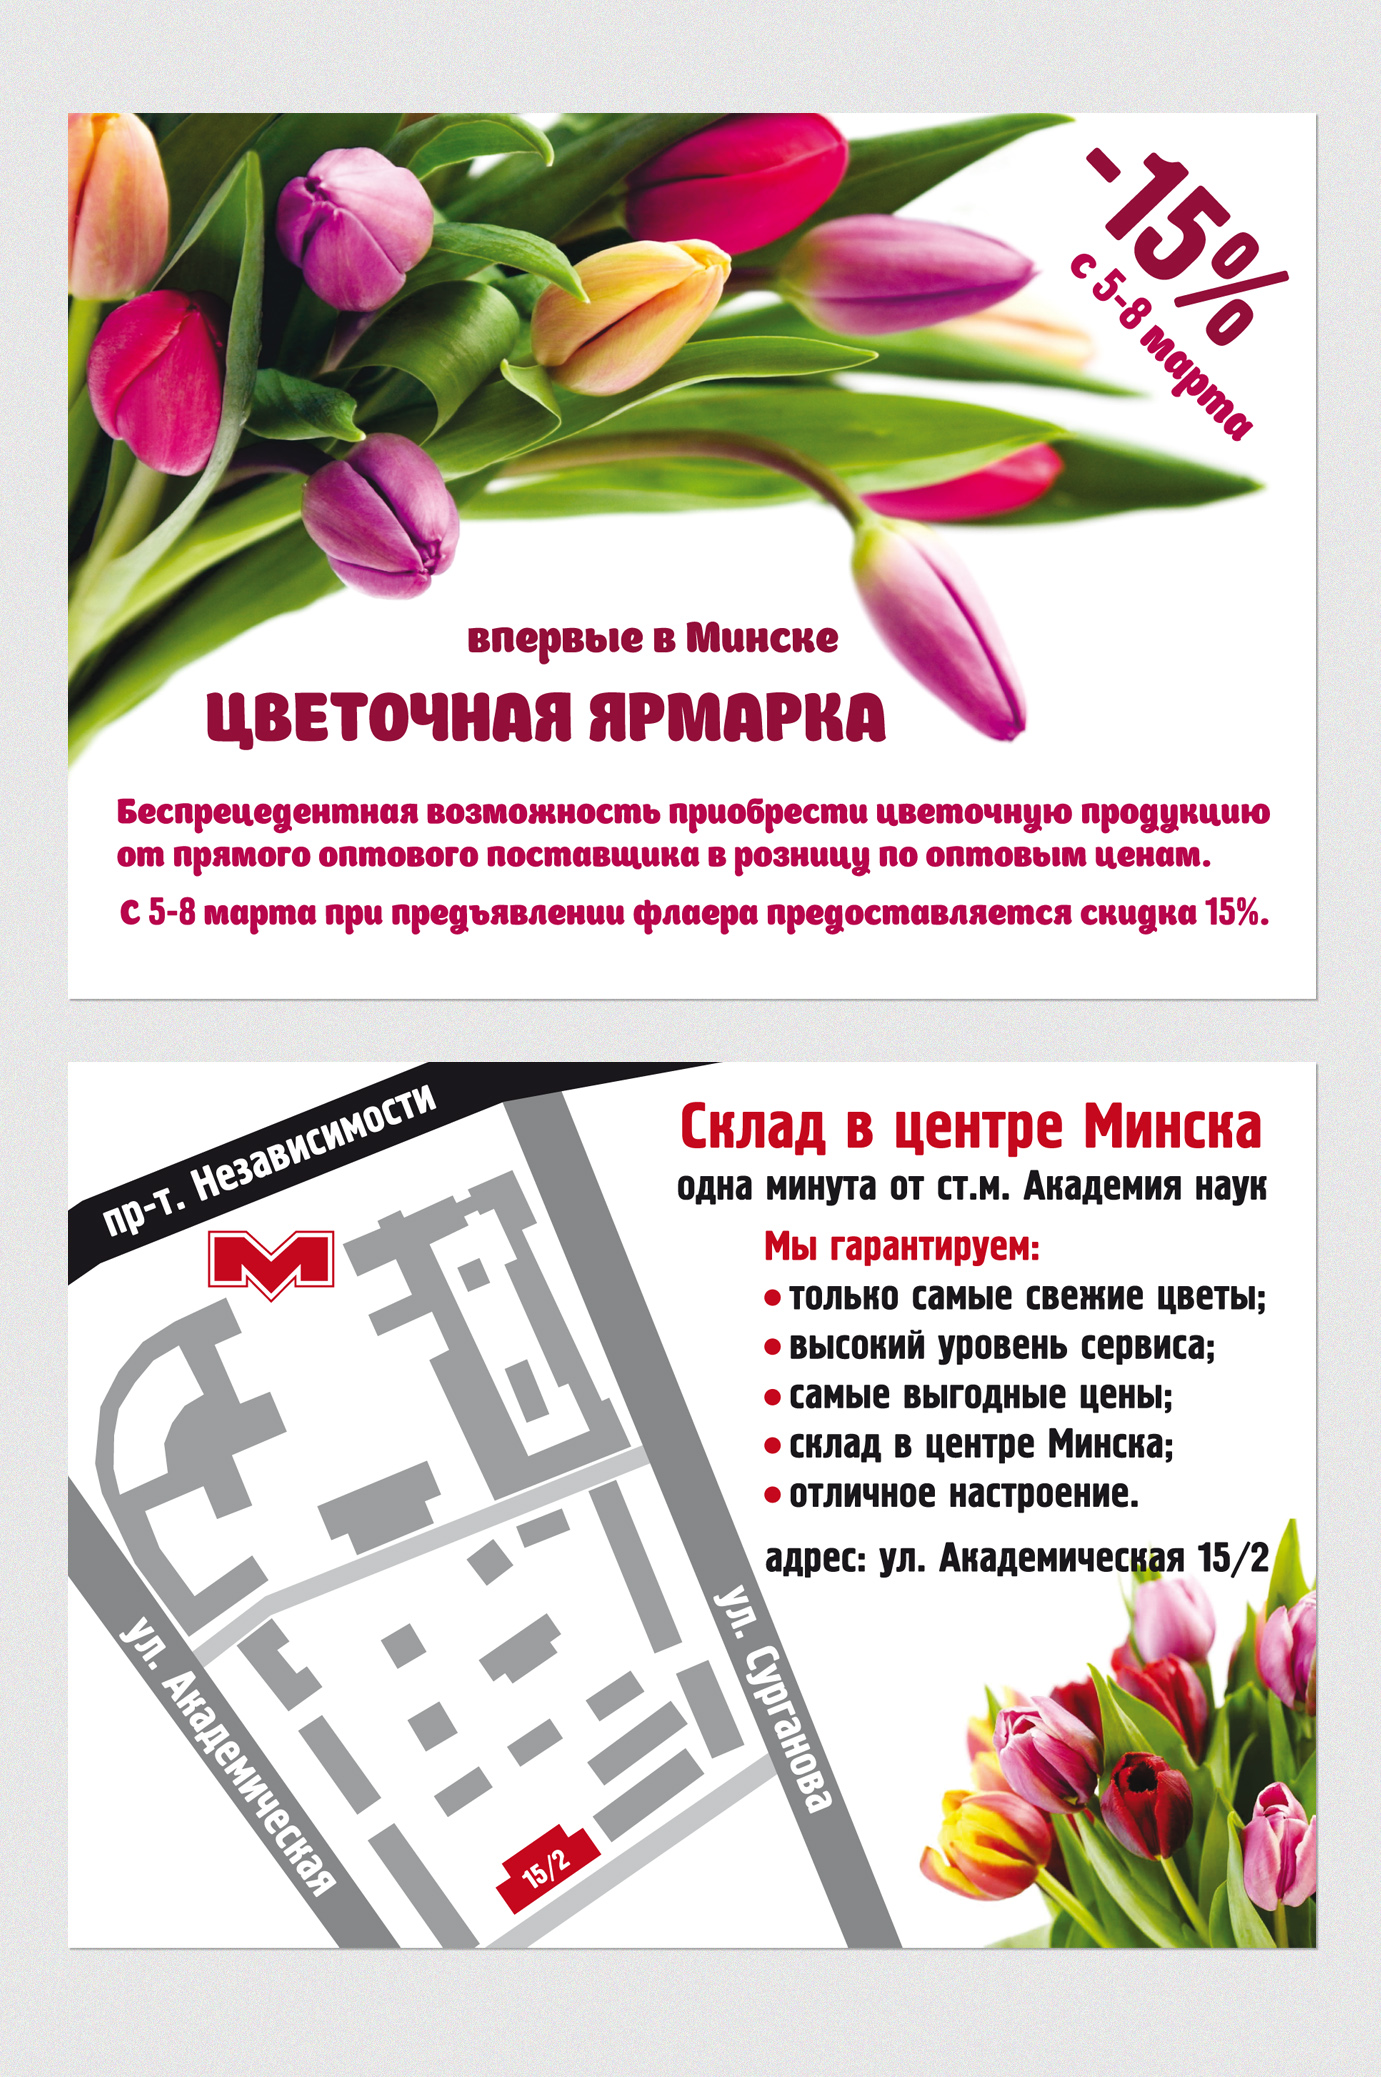 -15%
с 5-8 марта
впервые в Минске
ЦВЕТОЧНАЯ ЯРМАРКА
Беспрецедентная возможность приобрести цветочную продукцию
от прямого оптового поставщика в розницу по оптовым ценам.
С 5-8 марта при предъявлении флаера предоставляется скидка 15%.
пр-т. Независимости
М
Склад в центре Минска
одна минута от ст.м. Академия наук
Мы гарантируем:
• только самые свежие цветы;
• высокий уровень сервиса;
• самые выгодные цены;
• склад в центре Минска;
• отличное настроение.
адрес: ул. Академическая 15/2
ул. Сурганова
ул. Академическая
15/2